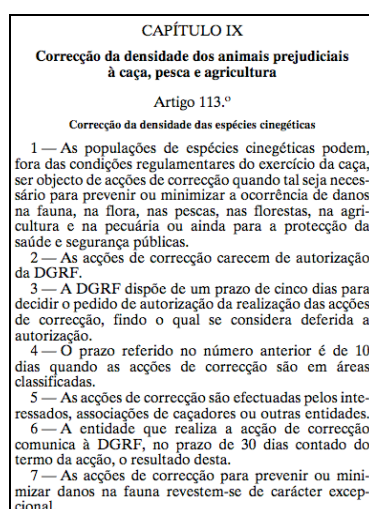 CAPÍTULO IX
Correcção da densidade dos animais prejudiciais
à caça, pesca e agricultura
Artigo 113.º
Correcção da densidade das espécies cinegéticas
1 — As populações de espécies cinegéticas podem,
fora das condições regulamentares do exercício da caça,
ser objecto de acções de correcção quando tal seja neces-
sário para prevenir ou minimizar a ocorrência de danos
na fauna, na flora, nas pescas, nas florestas, na agri-
cultura e na pecuária ou ainda para a protecção da
saúde e segurança públicas.
2 — As acções de correcção carecem de autorização
da DGRF.
3 — A DGRF dispõe de um prazo de cinco dias para
decidir o pedido de autorização da realização das acções
de correcção, findo o qual se considera deferida a
autorização.
4 — O prazo referido no número anterior é de 10
dias quando as acções de correcção são em áreas
classificadas.
5 — As acções de correcção são efectuadas pelos inte-
ressados, associações de caçadores ou outras entidades.
6 — A entidade que realiza a acção de correcção
comunica à DGRF, no prazo de 30 dias contado do
termo da acção, o resultado desta.
7 — As acções de correcção para prevenir ou mini-
mizar danos na fauna revestem-se de carácter excep-
cional.